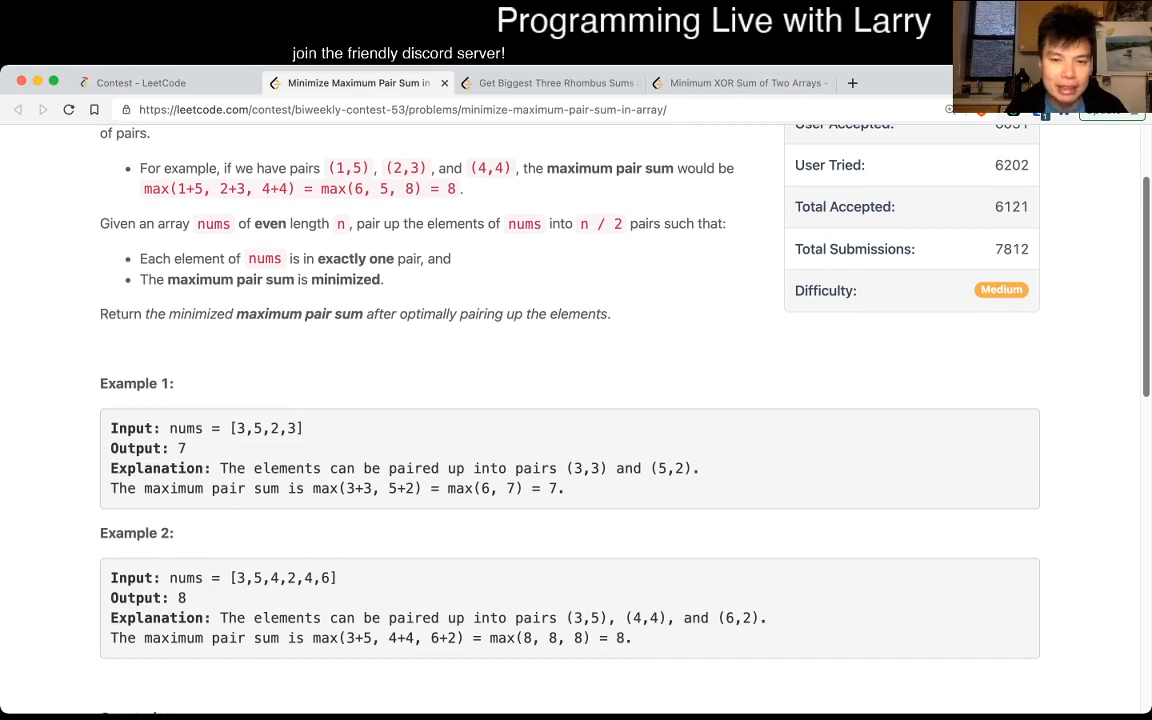 Programming Live with Larry
join the friendly discord server!
Contest - LeetCode
Minimize Maximum Pair Sum in
Get Biggest Three Rhombus Sums
Minimum XOR Sum of Two Arrays -
https://leetcode.com/contest/biweekly-contest-53/problems/minimize-maximum-pair-sum-in-array/
of pairs.
• For example, if we have pairs (1,5) , (2,3) , and (4,4) , the maximum pair sum would be
max(1+5, 2+3, 4+4) = max(6, 5, 8) = 8 .
Given an array nums of even length n , pair up the elements of nums into n / 2 pairs such that:
• Each element of nums is in exactly one pair, and
• The maximum pair sum is minimized.
Return the minimized maximum pair sum after optimally pairing up the elements.
User Accepted:
User Tried: 6202
Total Accepted: 6121
Total Submissions: 7812
Difficulty: Medium
Example 1:
Input: nums = [3,5,2,3]
Output: 7
Explanation: The elements can be paired up into pairs (3,3) and (5,2).
The maximum pair sum is max(3+3, 5+2) = max(6, 7) = 7.
Example 2:
Input: nums = [3,5,4,2,4,6]
Output: 8
Explanation: The elements can be paired up into pairs (3,5), (4,4), and (6,2).
The maximum pair sum is max(3+5, 4+4, 6+2) = max(8, 8, 8) = 8.